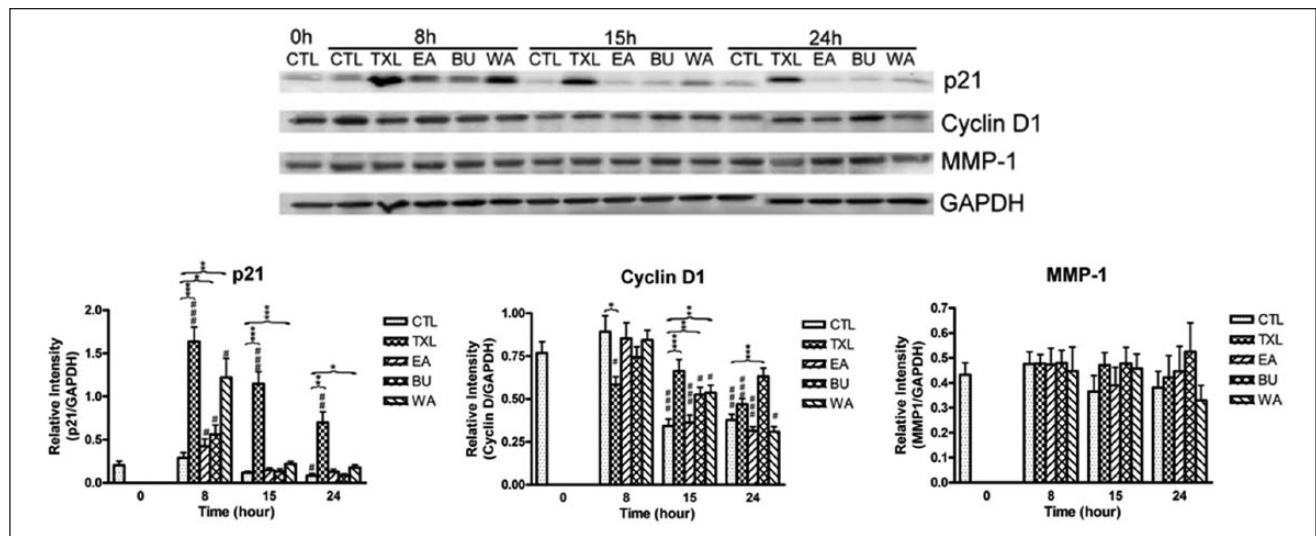 0h 8h 15h 24h
CTL CTL TXL EA BU WA CTL TXL EA BU WA CTL TXL EA BU WA
p21
Cyclin D1
MMP-1
GAPDH
p21
Relative Intensity
(p21/GAPDH)
2.0
1.5
1.0
0.5
0.0
*** * ** *** *** ** *
### # # # ### # ##
CTL
TXL
EA
BU
WA
0 8 15 24
Time (hour)
Cyclin D1
Relative Intensity
(Cyclin D/GAPDH)
1.00
0.75
0.50
0.25
0.00
* *** ** ** ***
CTL
TXL
EA
BU
WA
0 8 15 24
Time (hour)
MMP-1
Relative Intensity
(MMP1/GAPDH)
0.7
0.6
0.5
0.4
0.3
0.2
0.1
0.0
CTL
TXL
EA
BU
WA
0 8 15 24
Time (hour)